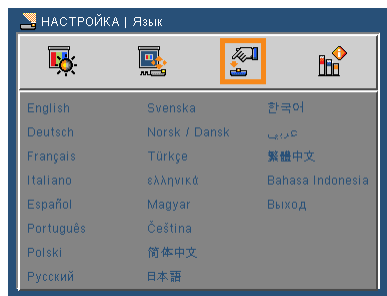 НАСТРОЙКА | Язык
English
Deutsch
Français
Italiano
Español
Português
Polski
Русский
Svenska
Norsk / Dansk
Türkçe
ελληνικά
Magyar
Čeština
简体中文
日本語
한국어
عربي
繁體中文
Bahasa Indonesia
Выход